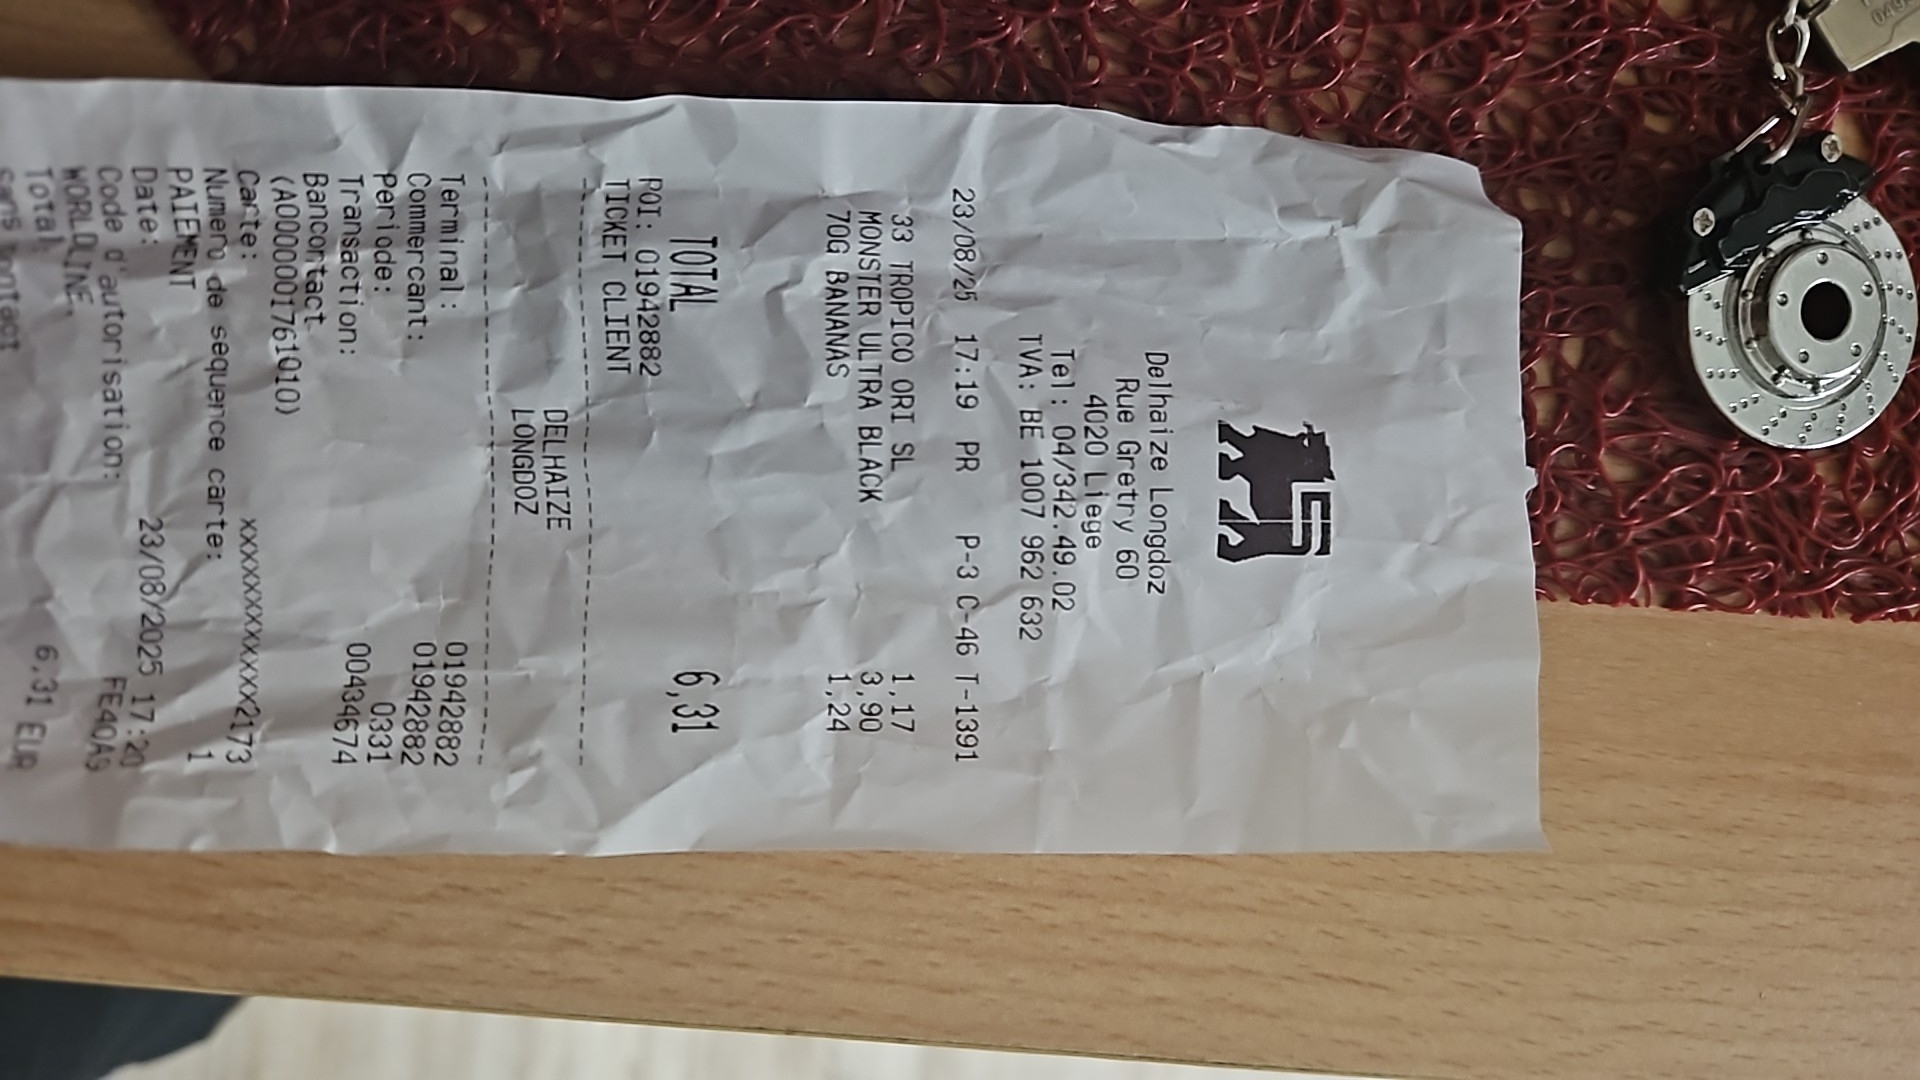 Delhaize Longdoz
Rue Gretry 60
4020 Liege
Tel : 04/342.49.02
TVA: BE 1007 962 632
23/08/25 17:19 PR P-3 C-46 T-1391
33 TROPICO ORI SL 1,17
MONSTER ULTRA BLACK 3,90
70G BANANAS 1,24
TOTAL 6,31
POI: 01942882
TICKET CLIENT
DELHAIZE
LONGDOZ
Terminal: 01942882
Commercant: 01942882
Periode: 0331
Transaction: 00434674
Bancontact
(A0000001761010)
Carte: xxxxxxxxxxxxx2173
Numero de sequence carte: 1
PAIEMENT
Date: 23/08/2025 17:20
Code d'autorisation: FE40AG
WORLDLINE.
Total: 6.31 EUR
Sans contact